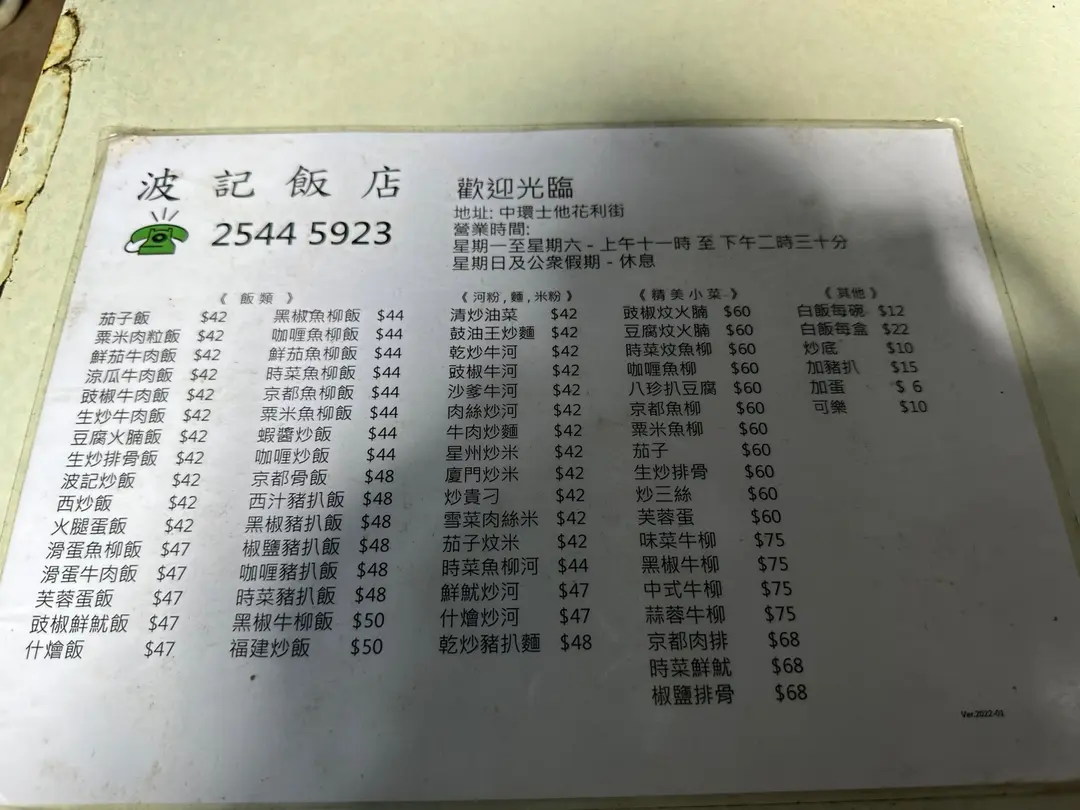 波記飯店
2544 5923
歡迎光臨
地址: 中環士他花利街
營業時間:
星期一至星期六 - 上午十一時 至 下午二時三十分
星期日及公眾假期 - 休息
《 飯類 》
茄子飯 $42
粟米肉粒飯 $42
鮮茄牛肉飯 $42
涼瓜牛肉飯 $42
豉椒牛肉飯 $42
生炒牛肉飯 $42
豆腐火腩飯 $42
生炒排骨飯 $42
波記炒飯 $42
西炒飯 $42
火腿蛋飯 $42
滑蛋魚柳飯 $47
滑蛋牛肉飯 $47
芙蓉蛋飯 $47
豉椒鮮魷飯 $47
什燴飯 $47
黑椒魚柳飯 $44
咖喱魚柳飯 $44
鮮茄魚柳飯 $44
時菜魚柳飯 $44
京都魚柳飯 $44
粟米魚柳飯 $44
蝦醬炒飯 $44
咖喱炒飯 $44
京都骨飯 $48
西汁豬扒飯 $48
黑椒豬扒飯 $48
椒鹽豬扒飯 $48
咖喱豬扒飯 $48
時菜豬扒飯 $48
黑椒牛柳飯 $50
福建炒飯 $50
《 河粉 , 麵 , 米粉 》
清炒油菜 $42
鼓油王炒麵 $42
乾炒牛河 $42
豉椒牛河 $42
沙爹牛河 $42
肉絲炒河 $42
牛肉炒麵 $42
星州炒米 $42
廈門炒米 $42
炒貴刁 $42
雪菜肉絲米 $42
茄子炆米 $42
時菜魚柳河 $44
鮮魷炒河 $47
什燴炒河 $47
乾炒豬扒麵 $48
《 精美小菜 》
豉椒炆火腩 $60
豆腐炆火腩 $60
時菜炆魚柳 $60
咖喱魚柳 $60
八珍扒豆腐 $60
京都魚柳 $60
粟米魚柳 $60
茄子 $60
生炒排骨 $60
炒三絲 $60
芙蓉蛋 $60
味菜牛柳 $75
黑椒牛柳 $75
中式牛柳 $75
蒜蓉牛柳 $75
京都肉排 $68
時菜鮮魷 $68
椒鹽排骨 $68
《 其他 》
白飯每碗 $12
白飯每盒 $22
炒底 $10
加豬扒 $15
加蛋 $ 6
可樂 $10
Ver.2022-01